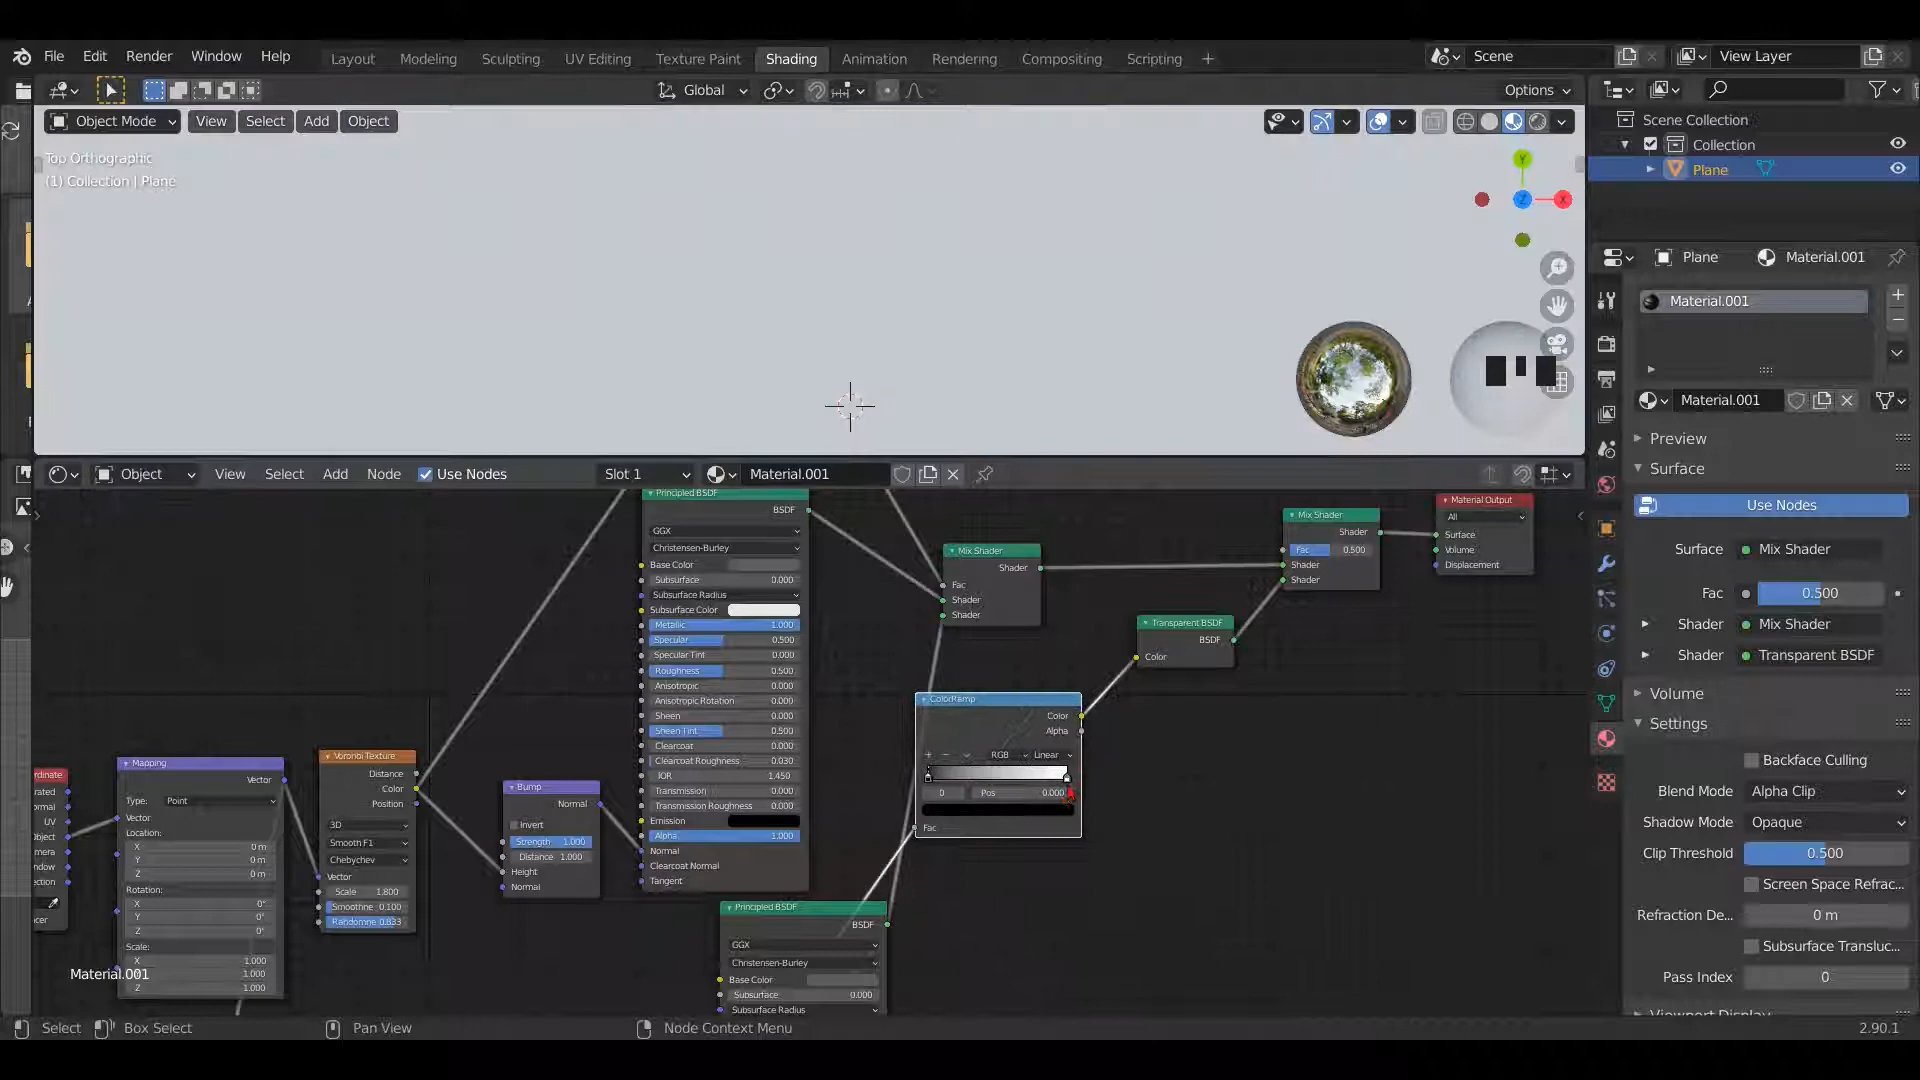 File Edit Render Window Help
Layout Modeling Sculpting UV Editing Texture Paint Shading Animation Rendering Compositing Scripting +
Scene
View Layer
Global
Options
Object Mode View Select Add Object
Top Orthographic
(1) Collection | Plane
Y
Z
X
Scene Collection
Collection
Plane
Plane
Material.001
Material.001
Material.001
Preview
Surface
Use Nodes
Surface
Mix Shader
Fac
0.500
Shader
Mix Shader
Shader
Transparent BSDF
Volume
Settings
Backface Culling
Blend Mode
Alpha Clip
Shadow Mode
Opaque
Clip Threshold
0.500
Screen Space Refrac...
Refraction De...
0 m
Subsurface Transluc...
Pass Index
0
Viewport Display
Object View Select Add Node Use Nodes Slot 1 Material.001
Principled BSDF
BSDF
GGX
Christensen-Burley
Base Color
Subsurface 0.000
Subsurface Radius
Subsurface Color
Metallic 1.000
Specular 0.500
Specular Tint 0.000
Roughness 0.500
Anisotropic 0.000
Anisotropic Rotation 0.000
Sheen 0.000
Sheen Tint 0.500
Clearcoat 0.000
Clearcoat Roughness 0.030
IOR 1.450
Transmission 0.000
Transmission Roughness 0.000
Emission
Alpha 1.000
Normal
Clearcoat Normal
Tangent
Mix Shader
Shader
Fac
Shader
Shader
Mix Shader
Shader
Fac 0.500
Shader
Shader
Material Output
All
Surface
Volume
Displacement
Transparent BSDF
BSDF
Color
ColorRamp
Color
Alpha
+ − RGB Linear
0 Pos 0.000
Fac
rdinate
rated
ormal
UV
bject
mera
ndow
ection
cer
Mapping
Vector
Type: Point
Vector
Location:
X 0 m
Y 0 m
Z 0 m
Rotation:
X 0°
Y 0°
Z 0°
Scale:
X 1.000
1.000
Z 1.000
Material.001
Voronoi Texture
Distance
Color
Position
3D
Smooth F1
Chebychev
Vector
Scale 1.800
Smoothne 0.100
Randomne 0.833
Bump
Normal
Invert
Strength 1.000
Distance 1.000
Height
Normal
Principled BSDF
BSDF
GGX
Christensen-Burley
Base Color
Subsurface 0.000
Subsurface Radius
Select Box Select Pan View Node Context Menu 2.90.1